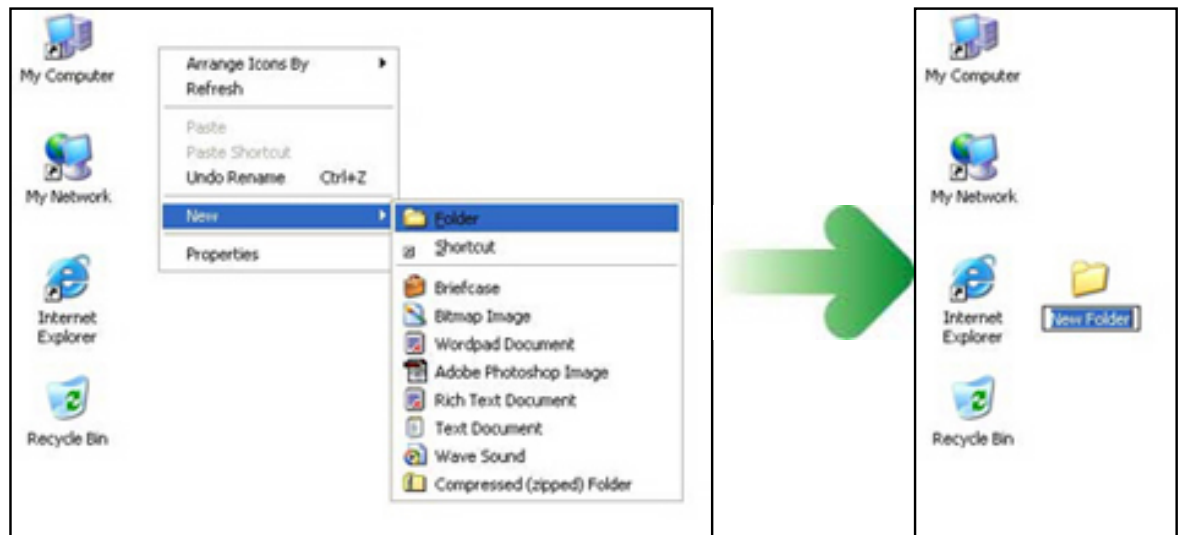 My Computer
My Network
Internet
Explorer
Recycle Bin
Arrange Icons By
Refresh
Paste
Paste Shortcut
Undo Rename Ctrl+Z
New
Properties
Folder
Shortcut
Briefcase
Bitmap Image
Wordpad Document
Adobe Photoshop Image
Rich Text Document
Text Document
Wave Sound
Compressed (zipped) Folder
My Computer
My Network
Internet
Explorer
New Folder
Recycle Bin